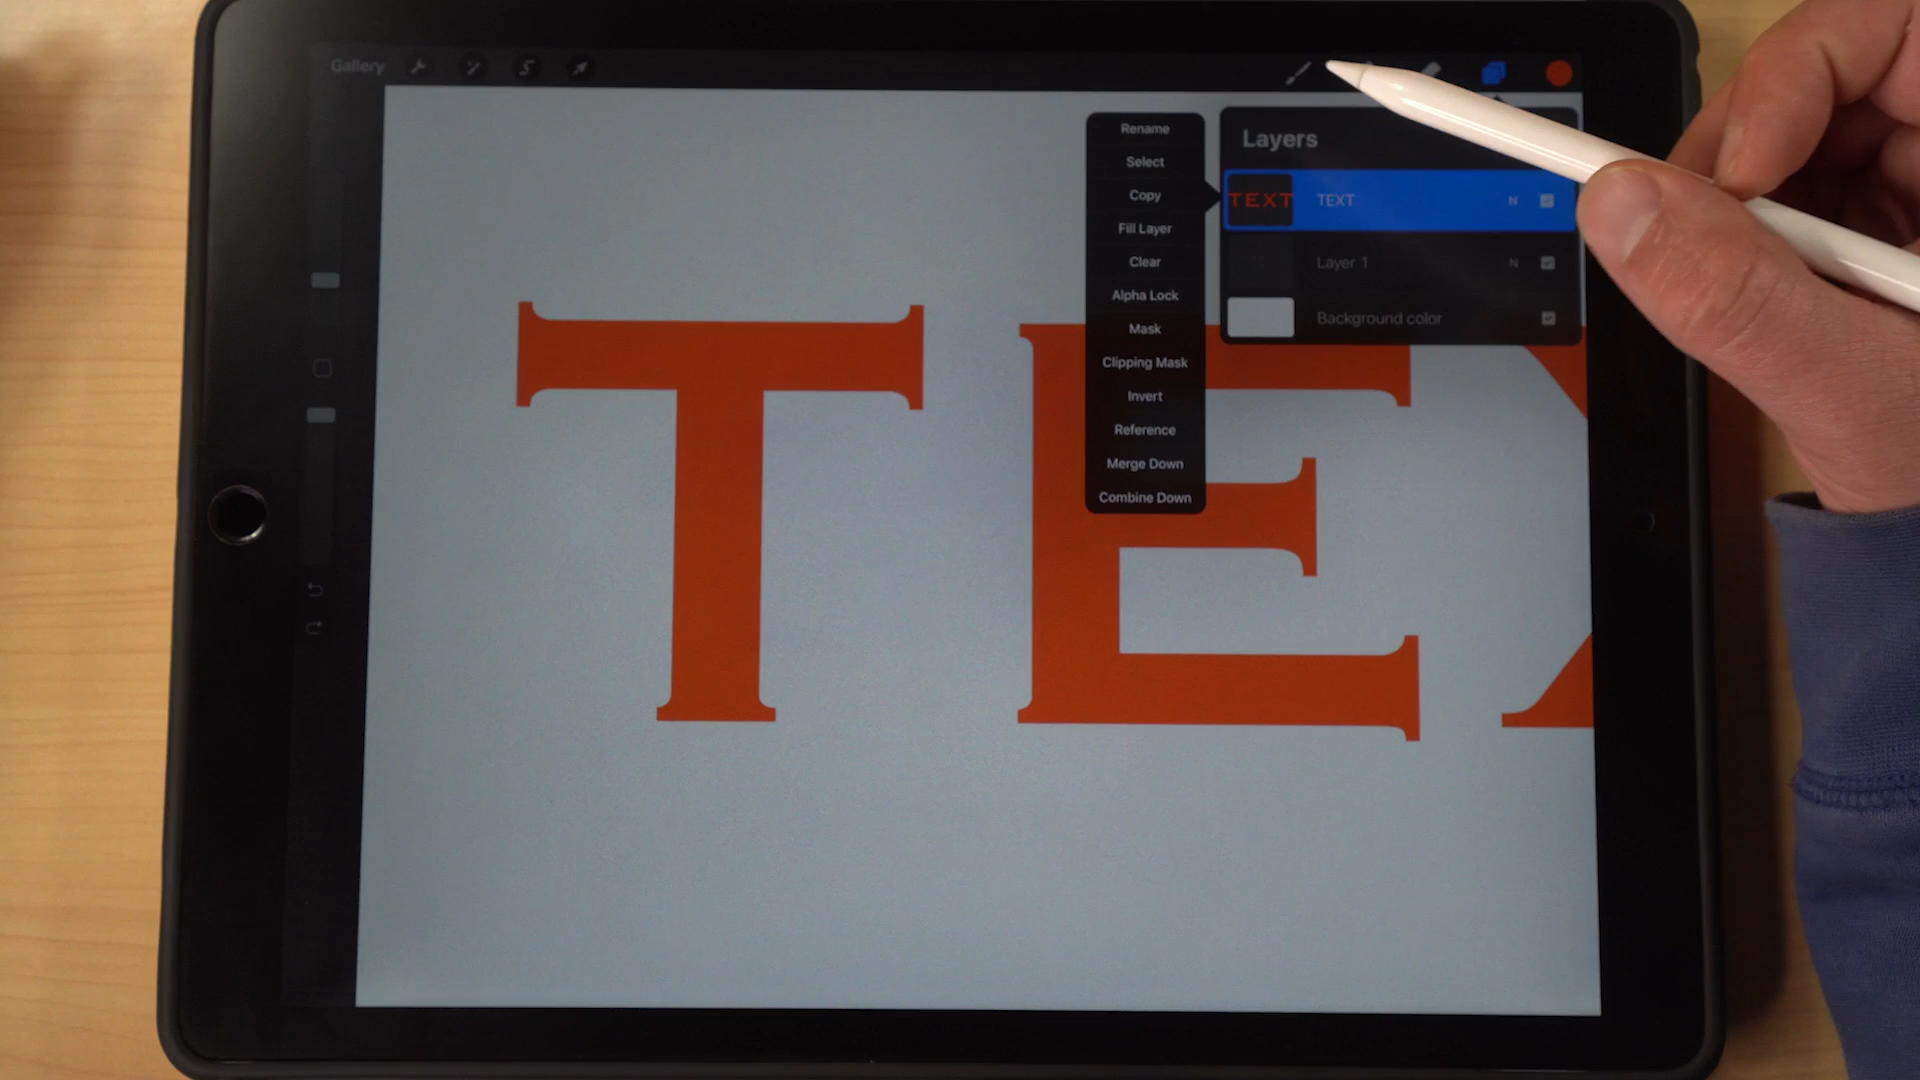 Gallery
Rename
Select
Copy
Fill Layer
Clear
Alpha Lock
Mask
Clipping Mask
Invert
Reference
Merge Down
Combine Down
Layers
TEXT TEXT N
Layer 1 N
Background color
TEX